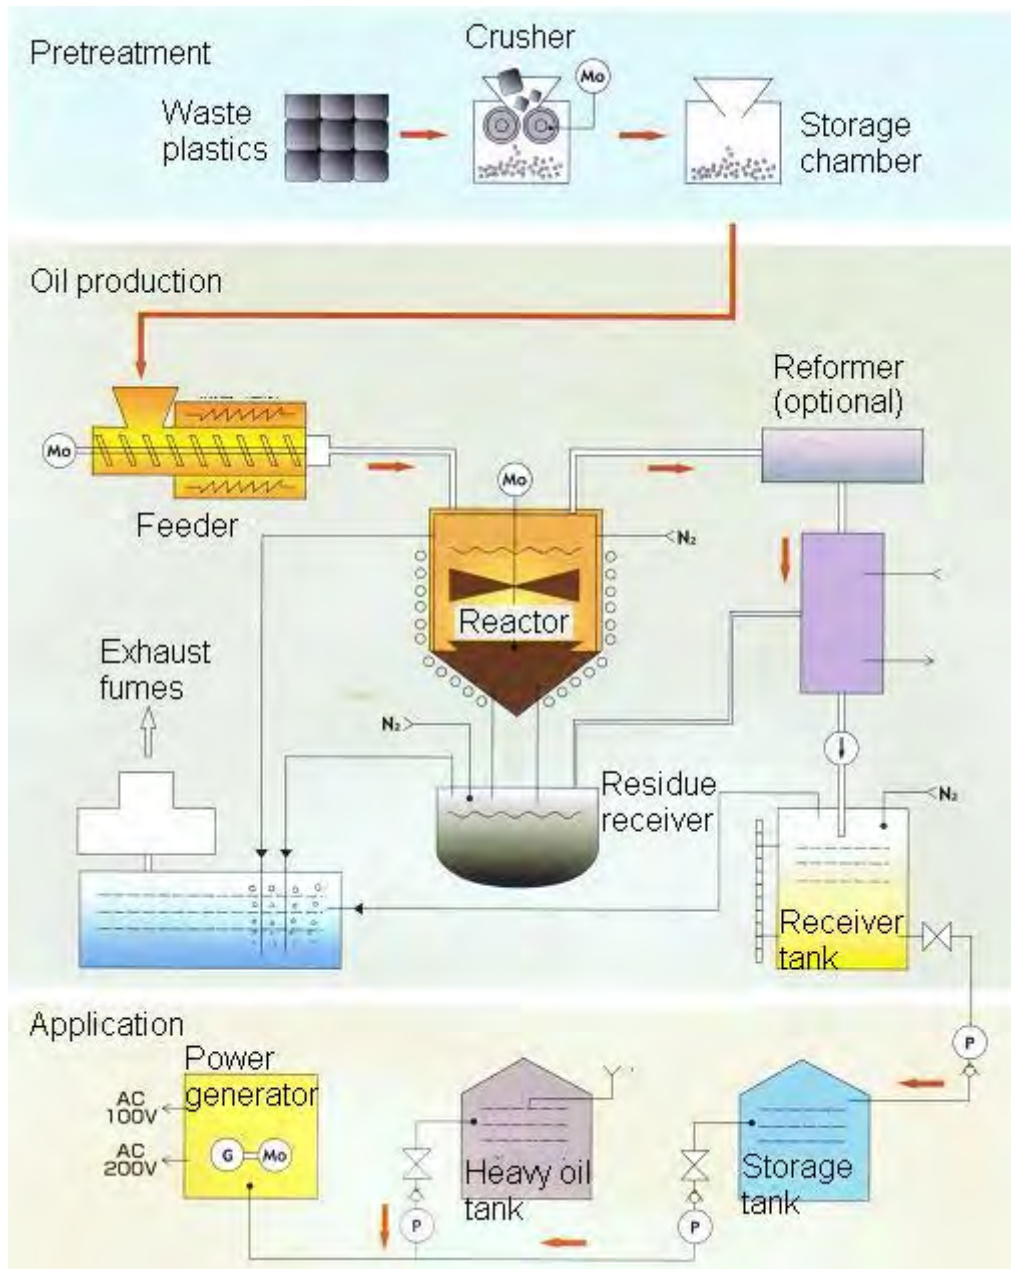 Pretreatment
Crusher
Mo
Waste
plastics
Storage
chamber
Oil production
Reformer
(optional)
Mo
Mo
Feeder
N₂
Reactor
Exhaust
fumes
N₂
Residue
receiver
N₂
Receiver
tank
Application
P
Power
generator
AC
100V
AC
200V
G
Mo
Heavy oil
tank
Storage
tank
P
P